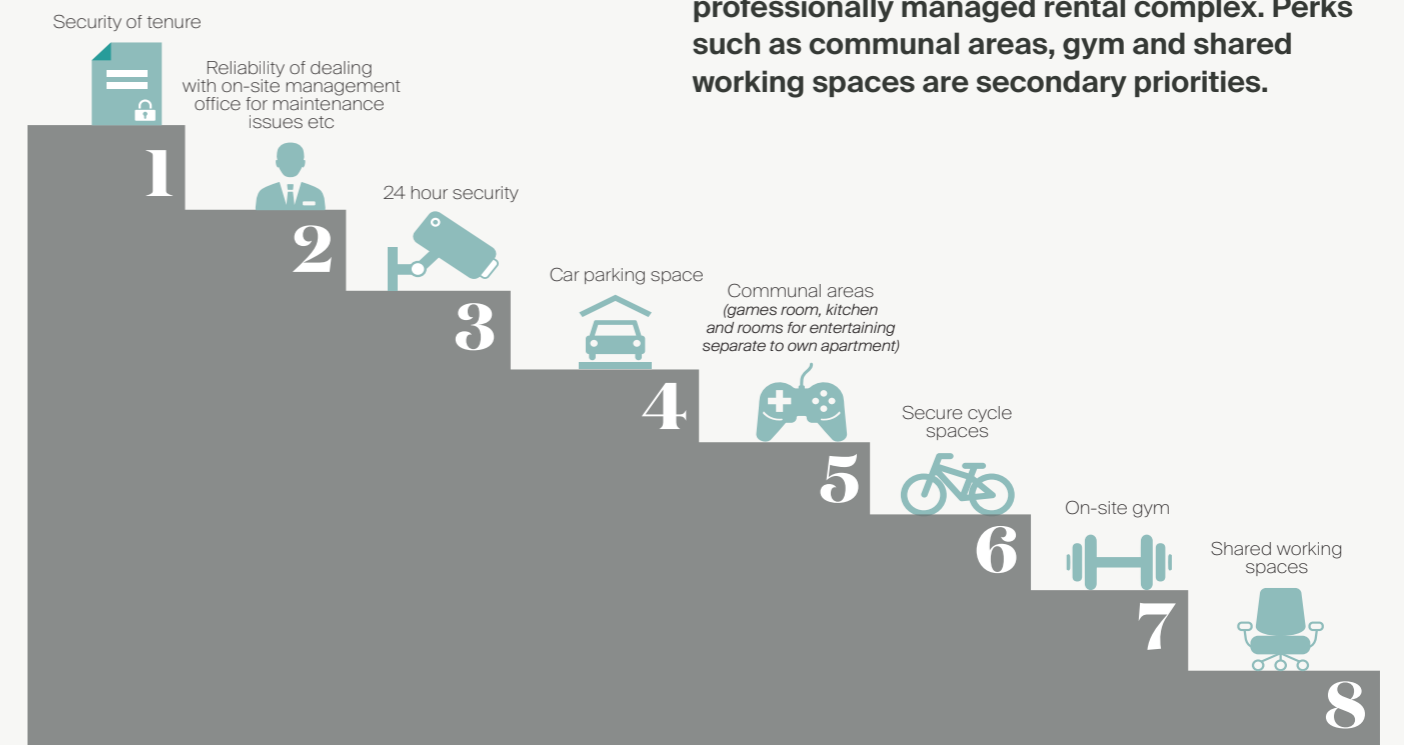 professionally managed rental complex. Perks
such as communal areas, gym and shared
working spaces are secondary priorities.
Security of tenure
Reliability of dealing
with on-site management
office for maintenance
issues etc
1
24 hour security
2
Car parking space
3
Communal areas
(games room, kitchen
and rooms for entertaining
separate to own apartment)
4
Secure cycle
spaces
5
On-site gym
6
Shared working
spaces
7
8